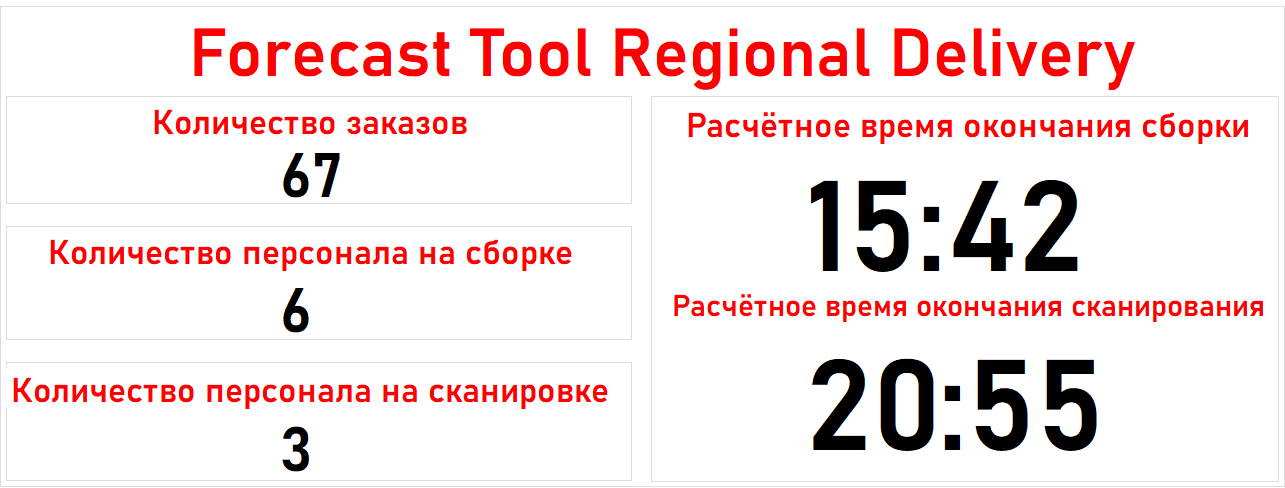 Forecast Tool Regional Delivery
Количество заказов
67
Количество персонала на сборке
6
Количество персонала на сканировке
3
Расчётное время окончания сборки
15:42
Расчётное время окончания сканирования
20:55